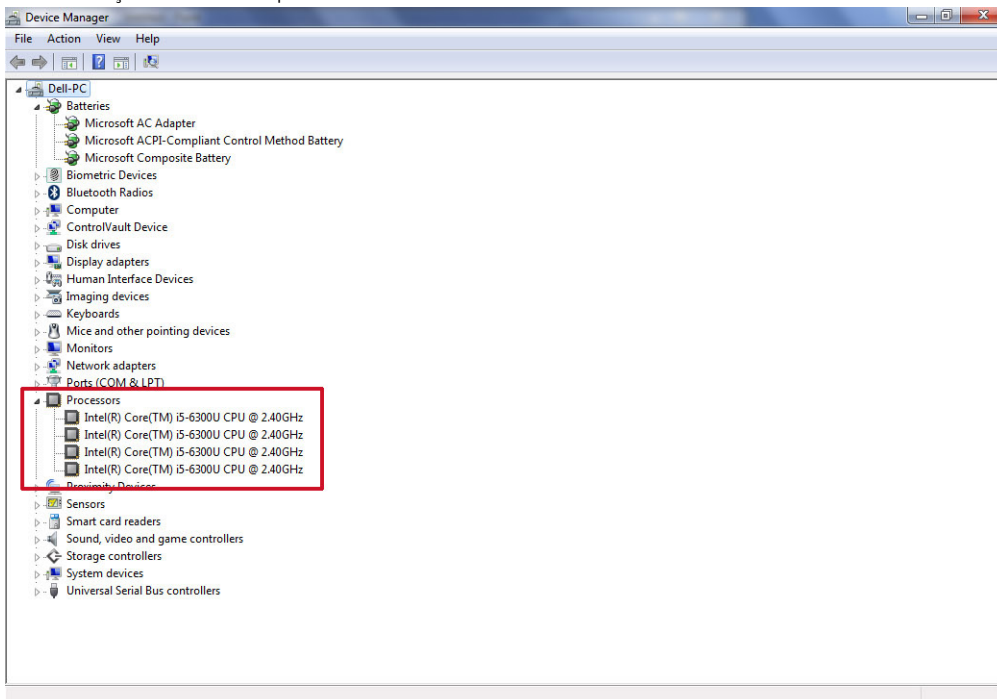 Device Manager
File Action View Help
Dell-PC
Batteries
Microsoft AC Adapter
Microsoft ACPI-Compliant Control Method Battery
Microsoft Composite Battery
Biometric Devices
Bluetooth Radios
Computer
ControlVault Device
Disk drives
Display adapters
Human Interface Devices
Imaging devices
Keyboards
Mice and other pointing devices
Monitors
Network adapters
Ports (COM & LPT)
Processors
Intel(R) Core(TM) i5-6300U CPU @ 2.40GHz
Intel(R) Core(TM) i5-6300U CPU @ 2.40GHz
Intel(R) Core(TM) i5-6300U CPU @ 2.40GHz
Intel(R) Core(TM) i5-6300U CPU @ 2.40GHz
Proximity Devices
Sensors
Smart card readers
Sound, video and game controllers
Storage controllers
System devices
Universal Serial Bus controllers